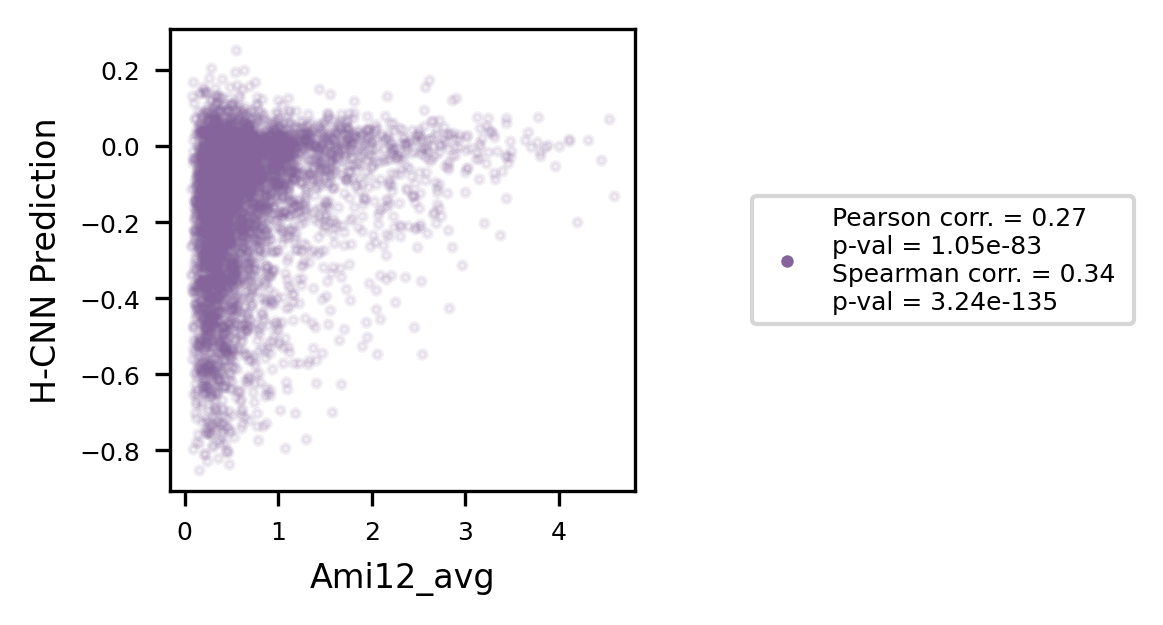 H-CNN Prediction
0.2
0.0
−0.2
−0.4
−0.6
−0.8
0 1 2 3 4
Ami12_avg
Pearson corr. = 0.27
p-val = 1.05e-83
Spearman corr. = 0.34
p-val = 3.24e-135